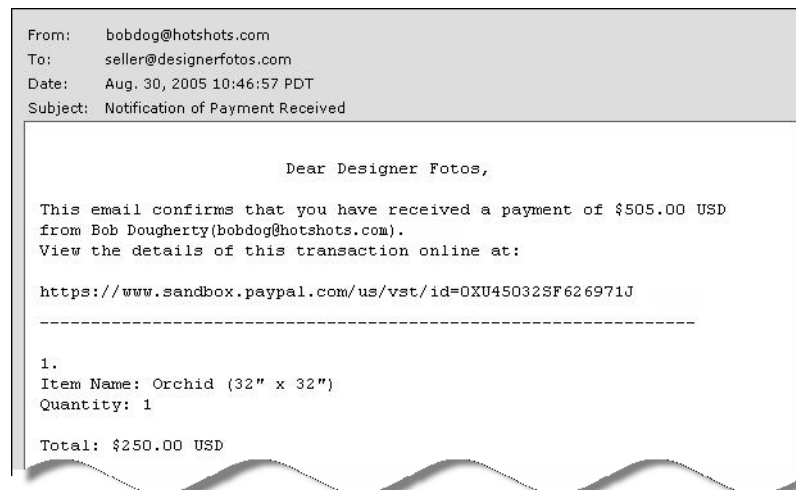 From: bobdog@hotshots.com
To: seller@designerfotos.com
Date: Aug. 30, 2005 10:46:57 PDT
Subject: Notification of Payment Received
Dear Designer Fotos,
This email confirms that you have received a payment of $505.00 USD
from Bob Dougherty(bobdog@hotshots.com).
View the details of this transaction online at:
https://www.sandbox.paypal.com/us/vst/id=0XU45032SF626971J
----------------------------------------------------------------
1.
Item Name: Orchid (32" x 32")
Quantity: 1
Total: $250.00 USD